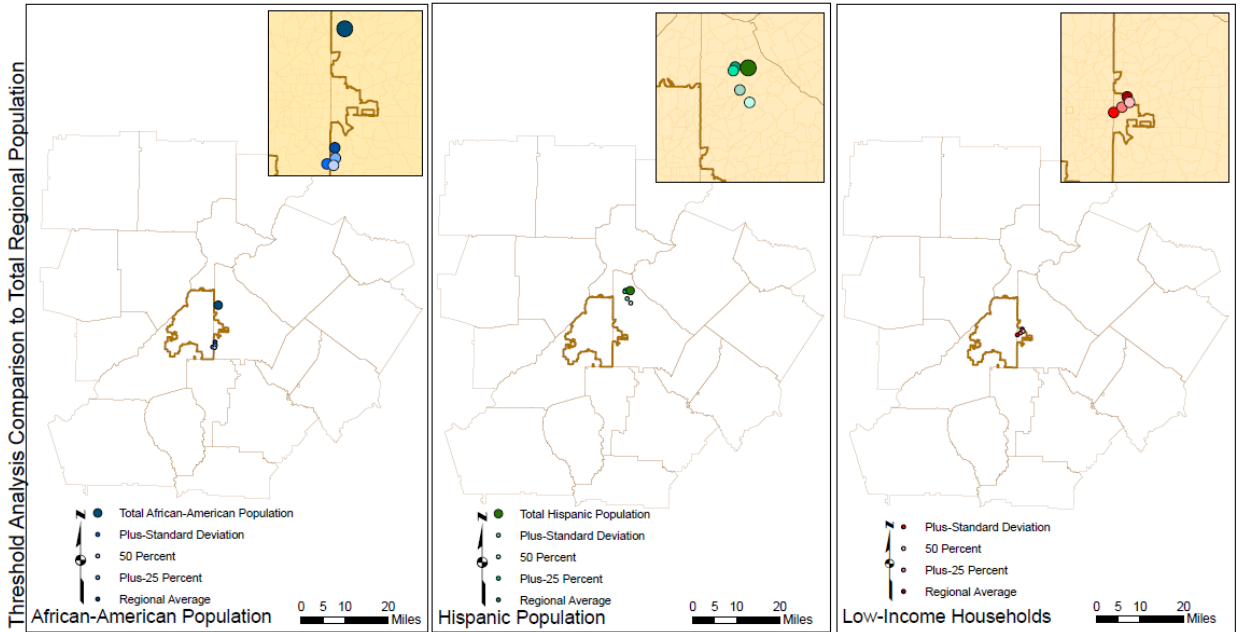 Threshold Analysis Comparison to Total Regional Population
N
Total African-American Population
Plus-Standard Deviation
50 Percent
Plus-25 Percent
Regional Average
African-American Population
0 5 10 20
Miles
N
Total Hispanic Population
Plus-Standard Deviation
50 Percent
Plus-25 Percent
Regional Average
Hispanic Population
0 5 10 20
Miles
N
Plus-Standard Deviation
50 Percent
Plus-25 Percent
Regional Average
Low-Income Households
0 5 10 20
Miles